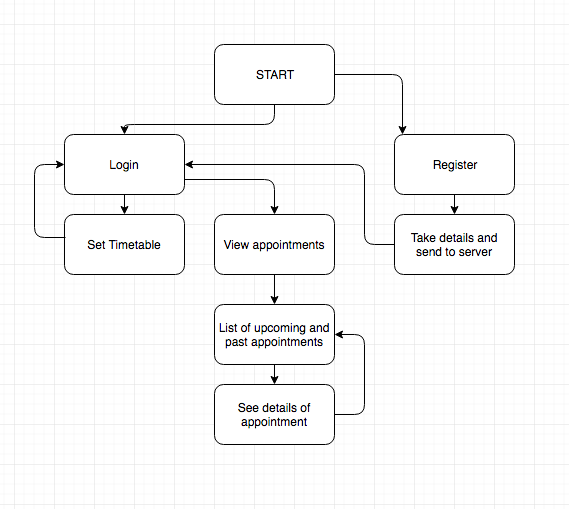 START
Login
Register
Set Timetable
View appointments
Take details and
send to server
List of upcoming and
past appointments
See details of
appointment